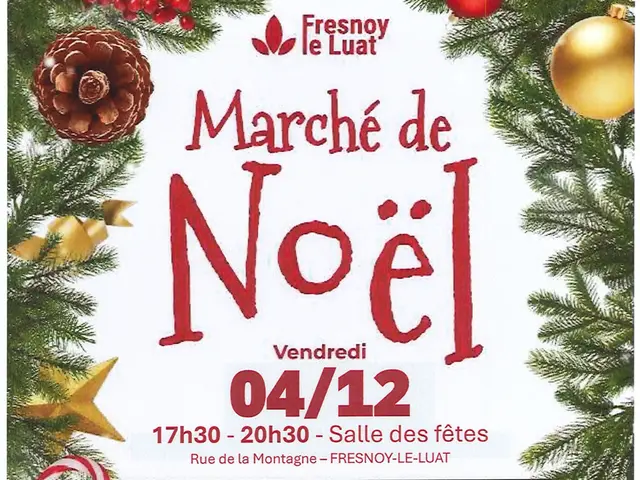 Fresnoy
le Luat
Marché de
Noël
Vendredi
04/12
17h30 - 20h30 - Salle des fêtes
Rue de la Montagne – FRESNOY-LE-LUAT